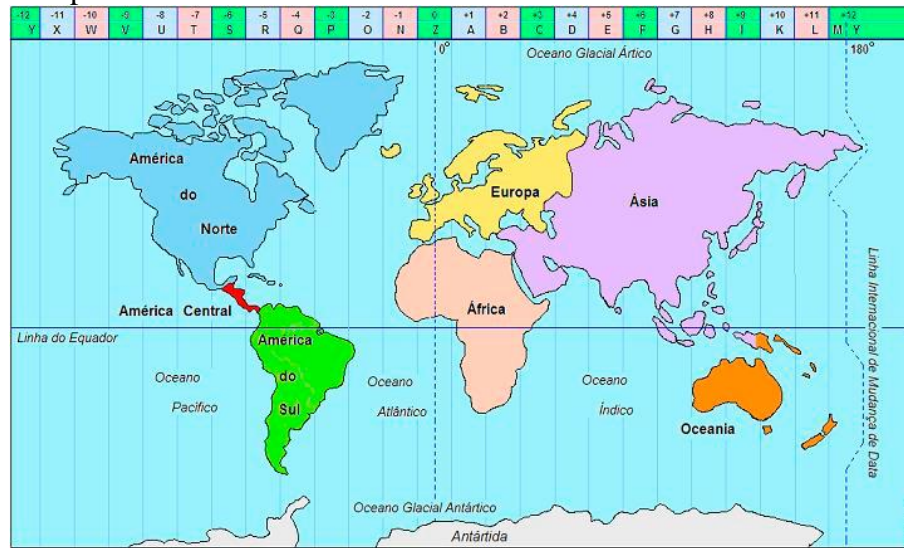 -12 -11 -10 -9 -8 -7 -6 -5 -4 -3 -2 -1 0 +1 +2 +3 +4 +5 +6 +7 +8 +9 +10 +11 +12
Y X W V U T S R Q P O N Z A B C D E F G H I K L M Y
0°
Oceano Glacial Ártico
180°
América
do
Norte
Europa
Ásia
América Central
África
Linha do Equador
América
do
Sul
Oceano
Pacífico
Oceano
Atlântico
Oceano
Índico
Oceania
Linha Internacional de Mudança de Data
Oceano Glacial Antártico
Antártida